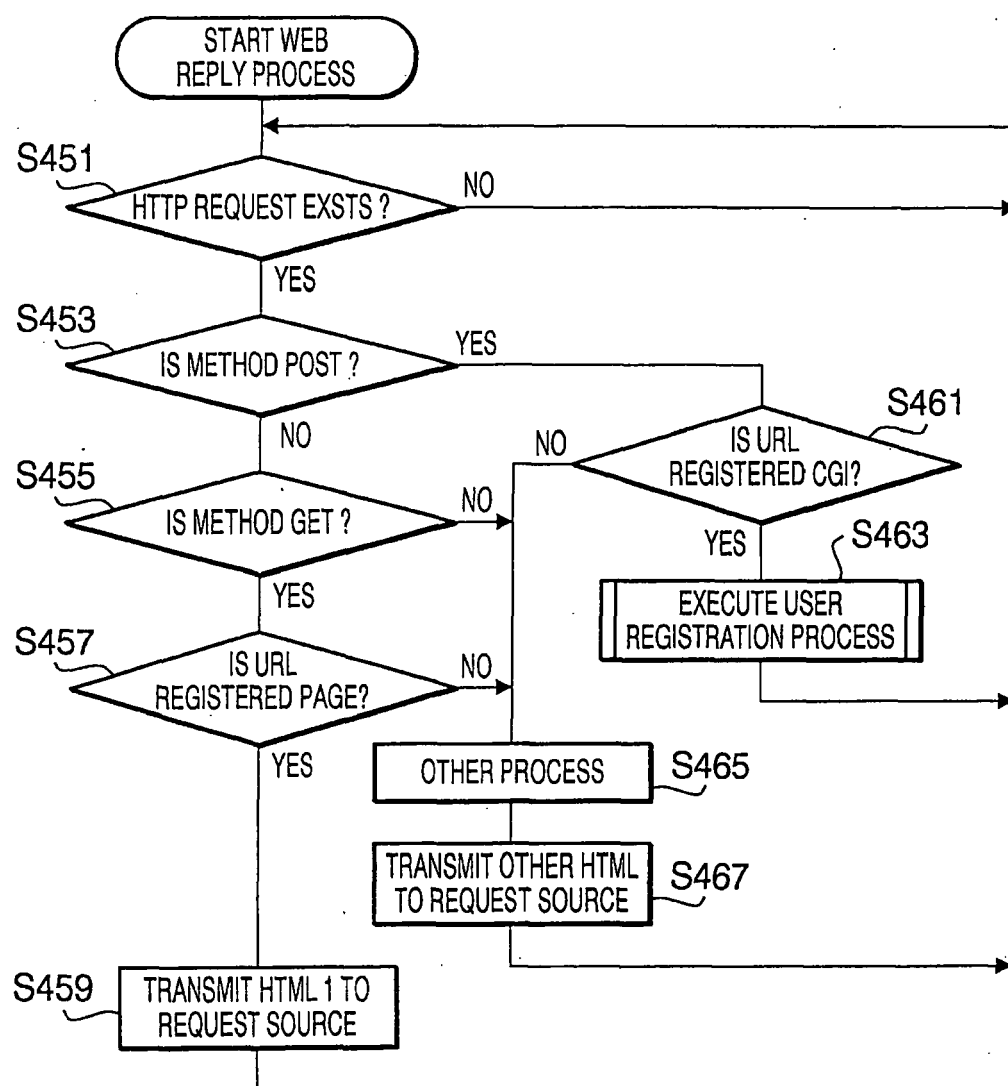 START WEB
REPLY PROCESS
S451
HTTP REQUEST EXSTS ?
NO
YES
S453
IS METHOD POST ?
YES
NO
S461
IS URL
REGISTERED CGI?
NO
YES
S455
IS METHOD GET ?
NO
YES
S463
EXECUTE USER
REGISTRATION PROCESS
S457
IS URL
REGISTERED PAGE?
NO
YES
OTHER PROCESS
S465
TRANSMIT OTHER HTML
TO REQUEST SOURCE
S467
S459
TRANSMIT HTML 1 TO
REQUEST SOURCE